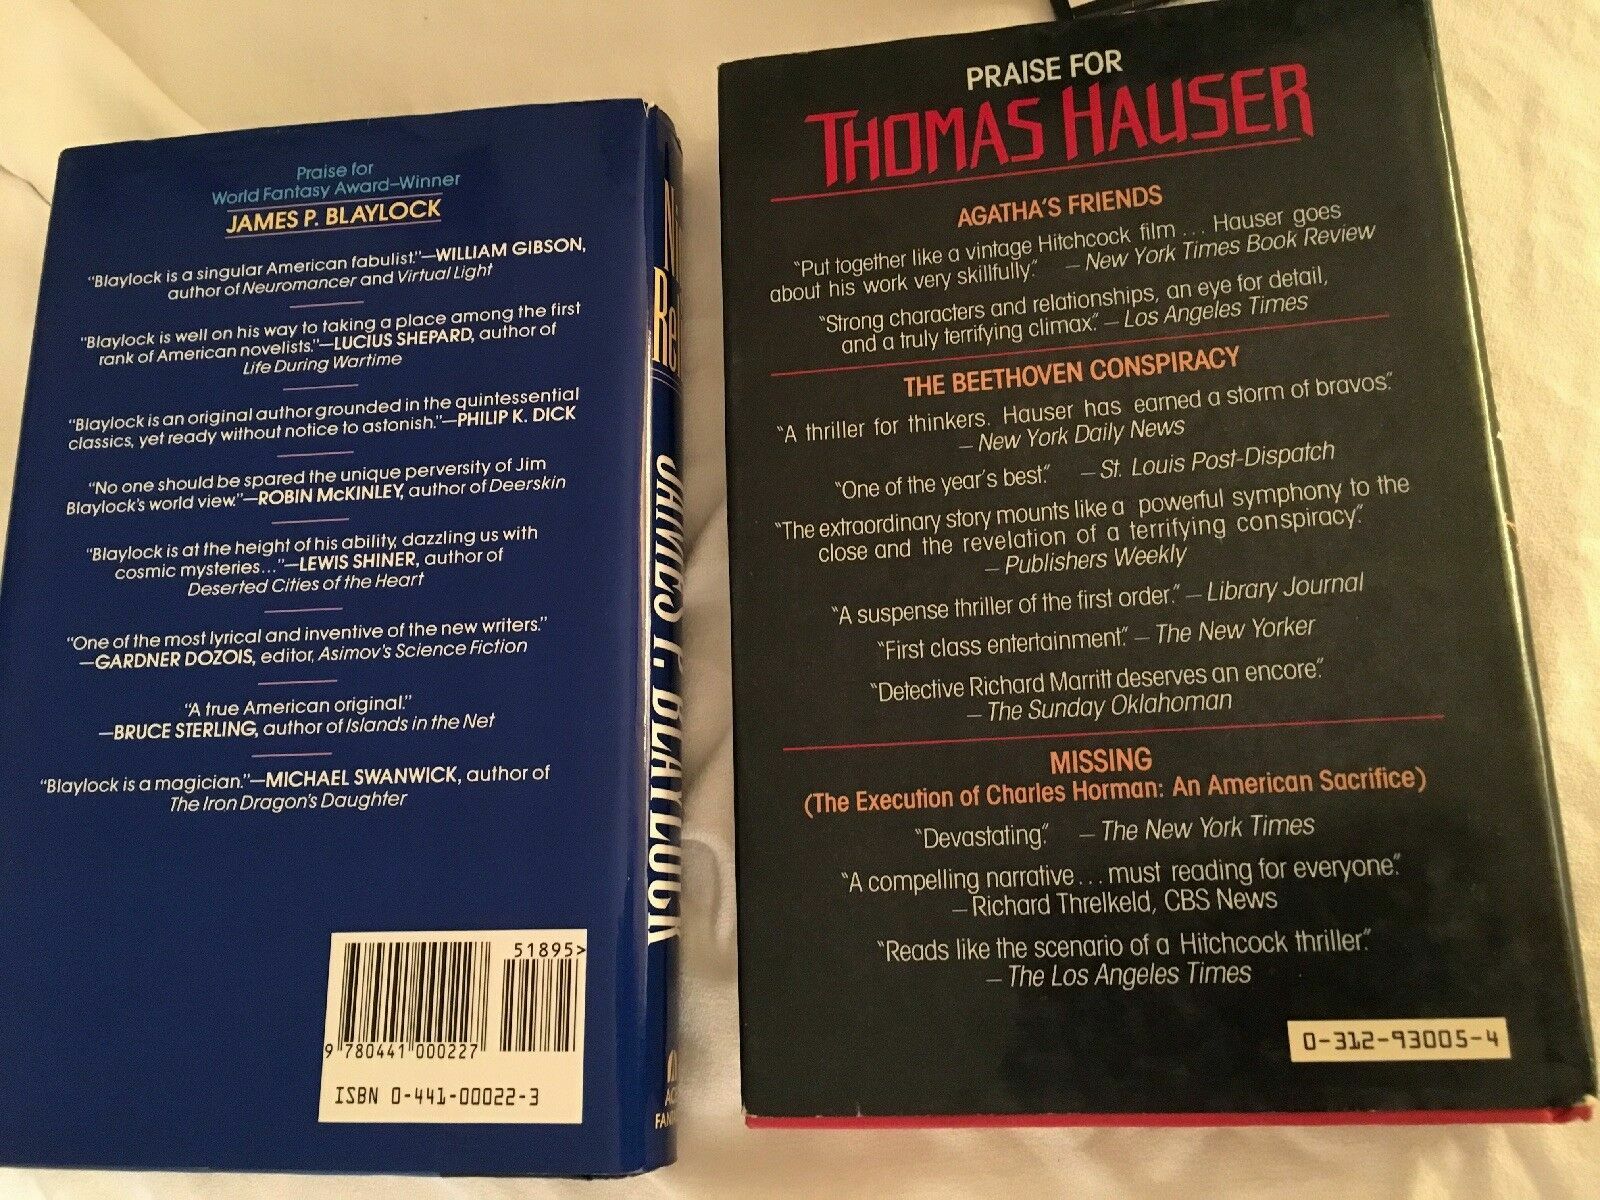 Praise for
World Fantasy Award–Winner
JAMES P. BLAYLOCK
"Blaylock is a singular American fabulist."—WILLIAM GIBSON,
author of Neuromancer and Virtual Light
"Blaylock is well on his way to taking a place among the first
rank of American novelists."—LUCIUS SHEPARD, author of
Life During Wartime
"Blaylock is an original author grounded in the quintessential
classics, yet ready without notice to astonish."—PHILIP K. DICK
"No one should be spared the unique perversity of Jim
Blaylock's world view."—ROBIN McKINLEY, author of Deerskin
"Blaylock is at the height of his ability, dazzling us with
cosmic mysteries..."—LEWIS SHINER, author of
Deserted Cities of the Heart
"One of the most lyrical and inventive of the new writers."
—GARDNER DOZOIS, editor, Asimov's Science Fiction
"A true American original."
—BRUCE STERLING, author of Islands in the Net
"Blaylock is a magician."—MICHAEL SWANWICK, author of
The Iron Dragon's Daughter
51895>
9 780441 000227
ISBN 0-441-00022-3
JAMES P. BLAYLOCK
PRAISE FOR
THOMAS HAUSER
AGATHA'S FRIENDS
"Put together like a vintage Hitchcock film ... Hauser goes
about his work very skillfully." — New York Times Book Review
"Strong characters and relationships, an eye for detail,
and a truly terrifying climax." — Los Angeles Times
THE BEETHOVEN CONSPIRACY
"A thriller for thinkers. Hauser has earned a storm of bravos."
— New York Daily News
"One of the year's best." — St. Louis Post-Dispatch
"The extraordinary story mounts like a powerful symphony to the
close and the revelation of a terrifying conspiracy."
— Publishers Weekly
"A suspense thriller of the first order." — Library Journal
"First class entertainment." — The New Yorker
"Detective Richard Marritt deserves an encore."
— The Sunday Oklahoman
MISSING
(The Execution of Charles Horman: An American Sacrifice)
"Devastating." — The New York Times
"A compelling narrative ... must reading for everyone."
— Richard Threlkeld, CBS News
"Reads like the scenario of a Hitchcock thriller."
— The Los Angeles Times
0-312-93005-4